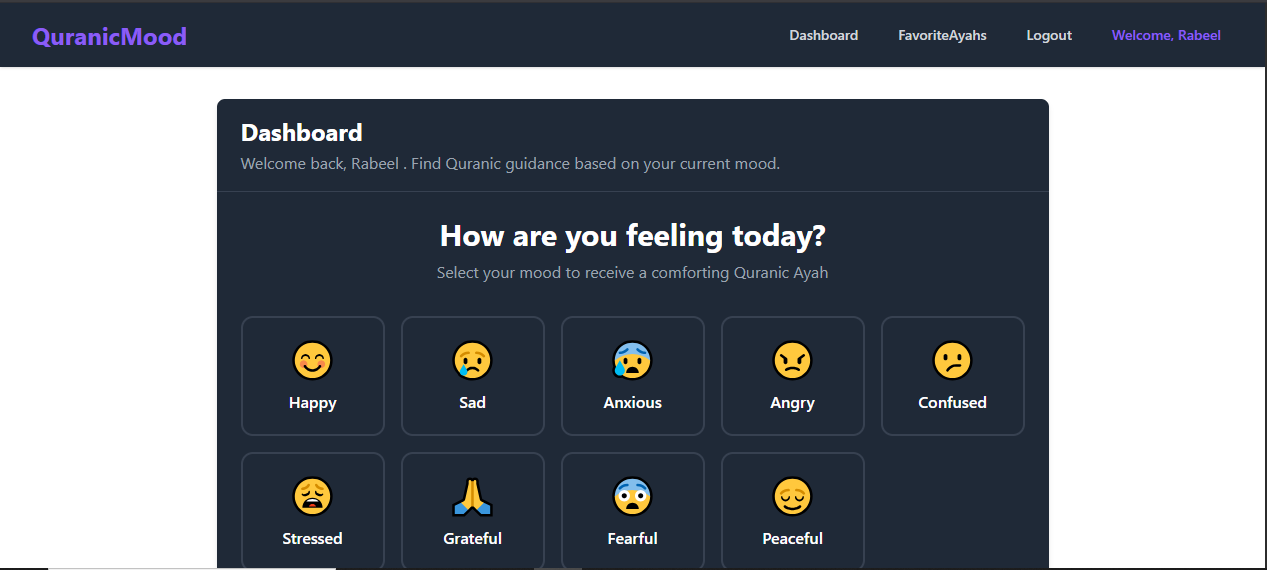 QuranicMood
Dashboard FavoriteAyahs Logout Welcome, Rabeel
Dashboard
Welcome back, Rabeel . Find Quranic guidance based on your current mood.
How are you feeling today?
Select your mood to receive a comforting Quranic Ayah
Happy Sad Anxious Angry Confused
Stressed Grateful Fearful Peaceful